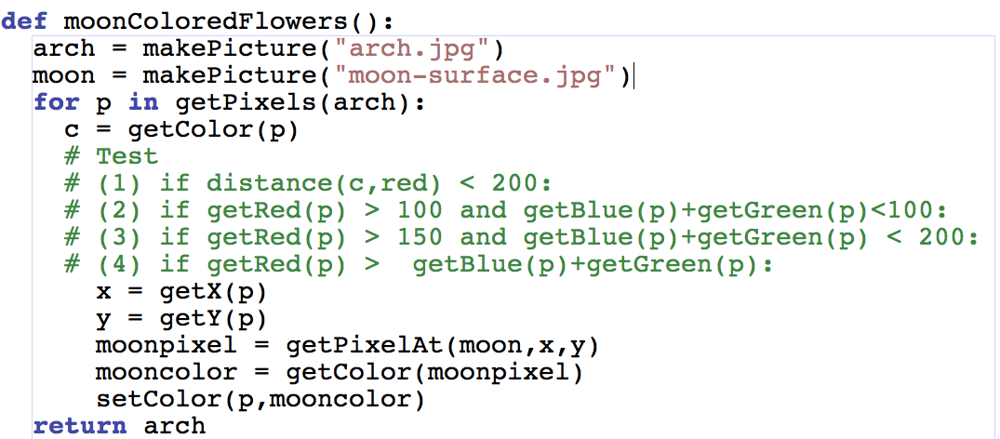 def moonColoredFlowers():
  arch = makePicture("arch.jpg")
  moon = makePicture("moon-surface.jpg")
  for p in getPixels(arch):
    c = getColor(p)
    # Test
    # (1) if distance(c,red) < 200:
    # (2) if getRed(p) > 100 and getBlue(p)+getGreen(p)<100:
    # (3) if getRed(p) > 150 and getBlue(p)+getGreen(p) < 200:
    # (4) if getRed(p) >  getBlue(p)+getGreen(p):
      x = getX(p)
      y = getY(p)
      moonpixel = getPixelAt(moon,x,y)
      mooncolor = getColor(moonpixel)
      setColor(p,mooncolor)
  return arch